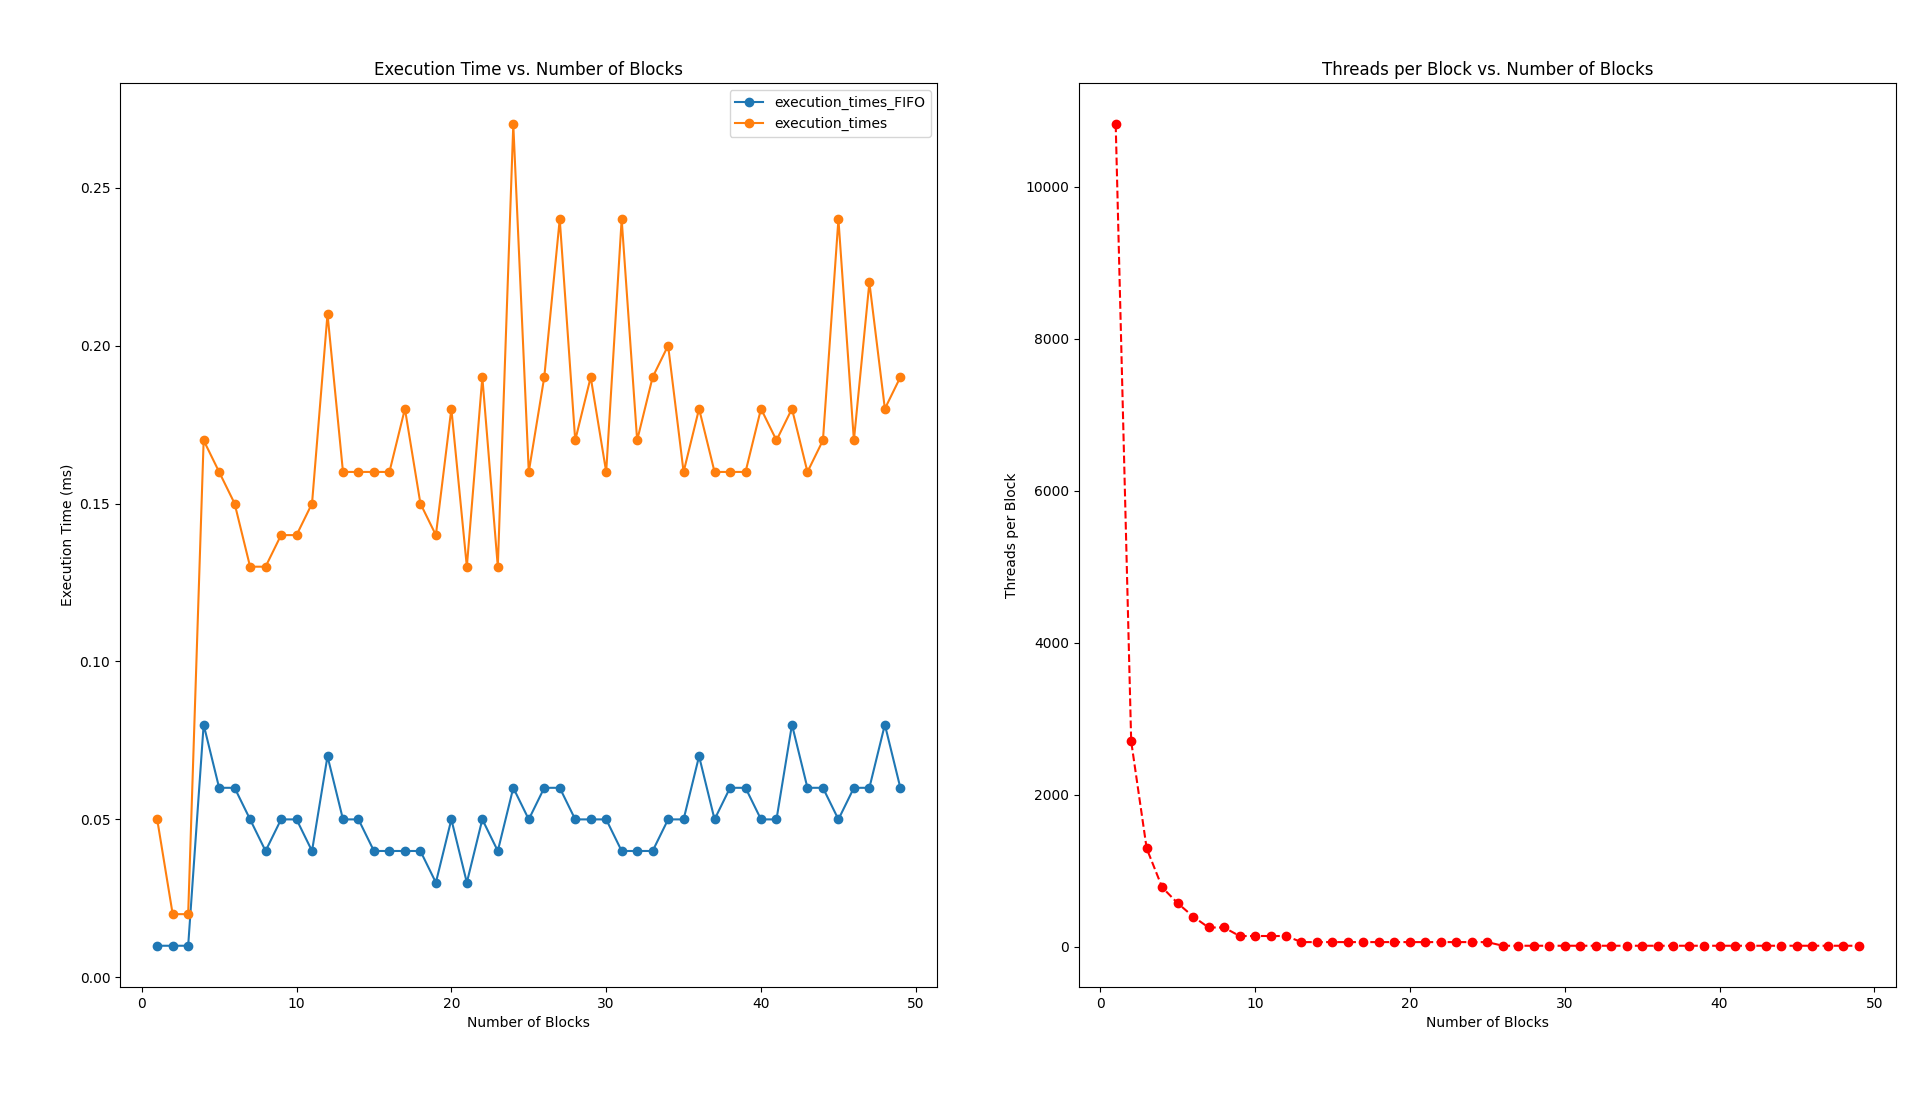 Execution Time vs. Number of Blocks
execution_times_FIFO
execution_times
0.25
0.20
0.15
0.10
0.05
0.00
Execution Time (ms)
0 10 20 30 40 50
Number of Blocks
Threads per Block vs. Number of Blocks
10000
8000
6000
4000
2000
0
Threads per Block
0 10 20 30 40 50
Number of Blocks